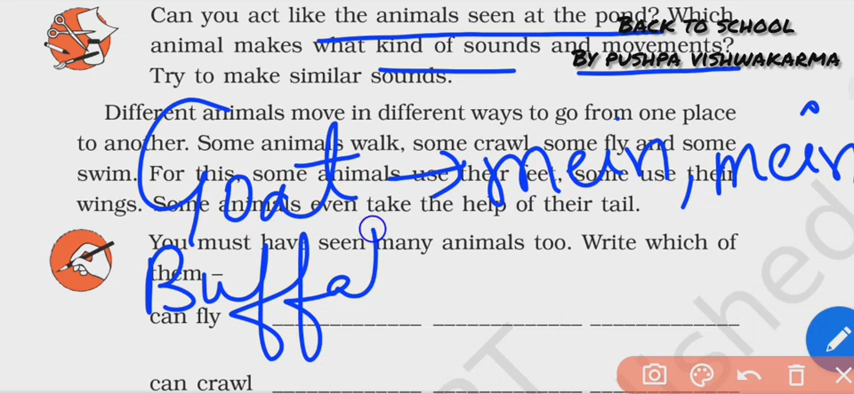 Can you act like the animals seen at the pond? Which
BACK TO SCHOOL
animal makes what kind of sounds and movements?
BY PUSHPA VISHWAKARMA
Try to make similar sounds.
Different animals move in different ways to go from one place
to another. Some animals walk, some crawl, some fly and some
swim. For this, some animals use their feet, some use their
wings. Some animals even take the help of their tail.
Goat → mein, mein
You must have seen many animals too. Write which of
them –
Buffal
can fly
can crawl